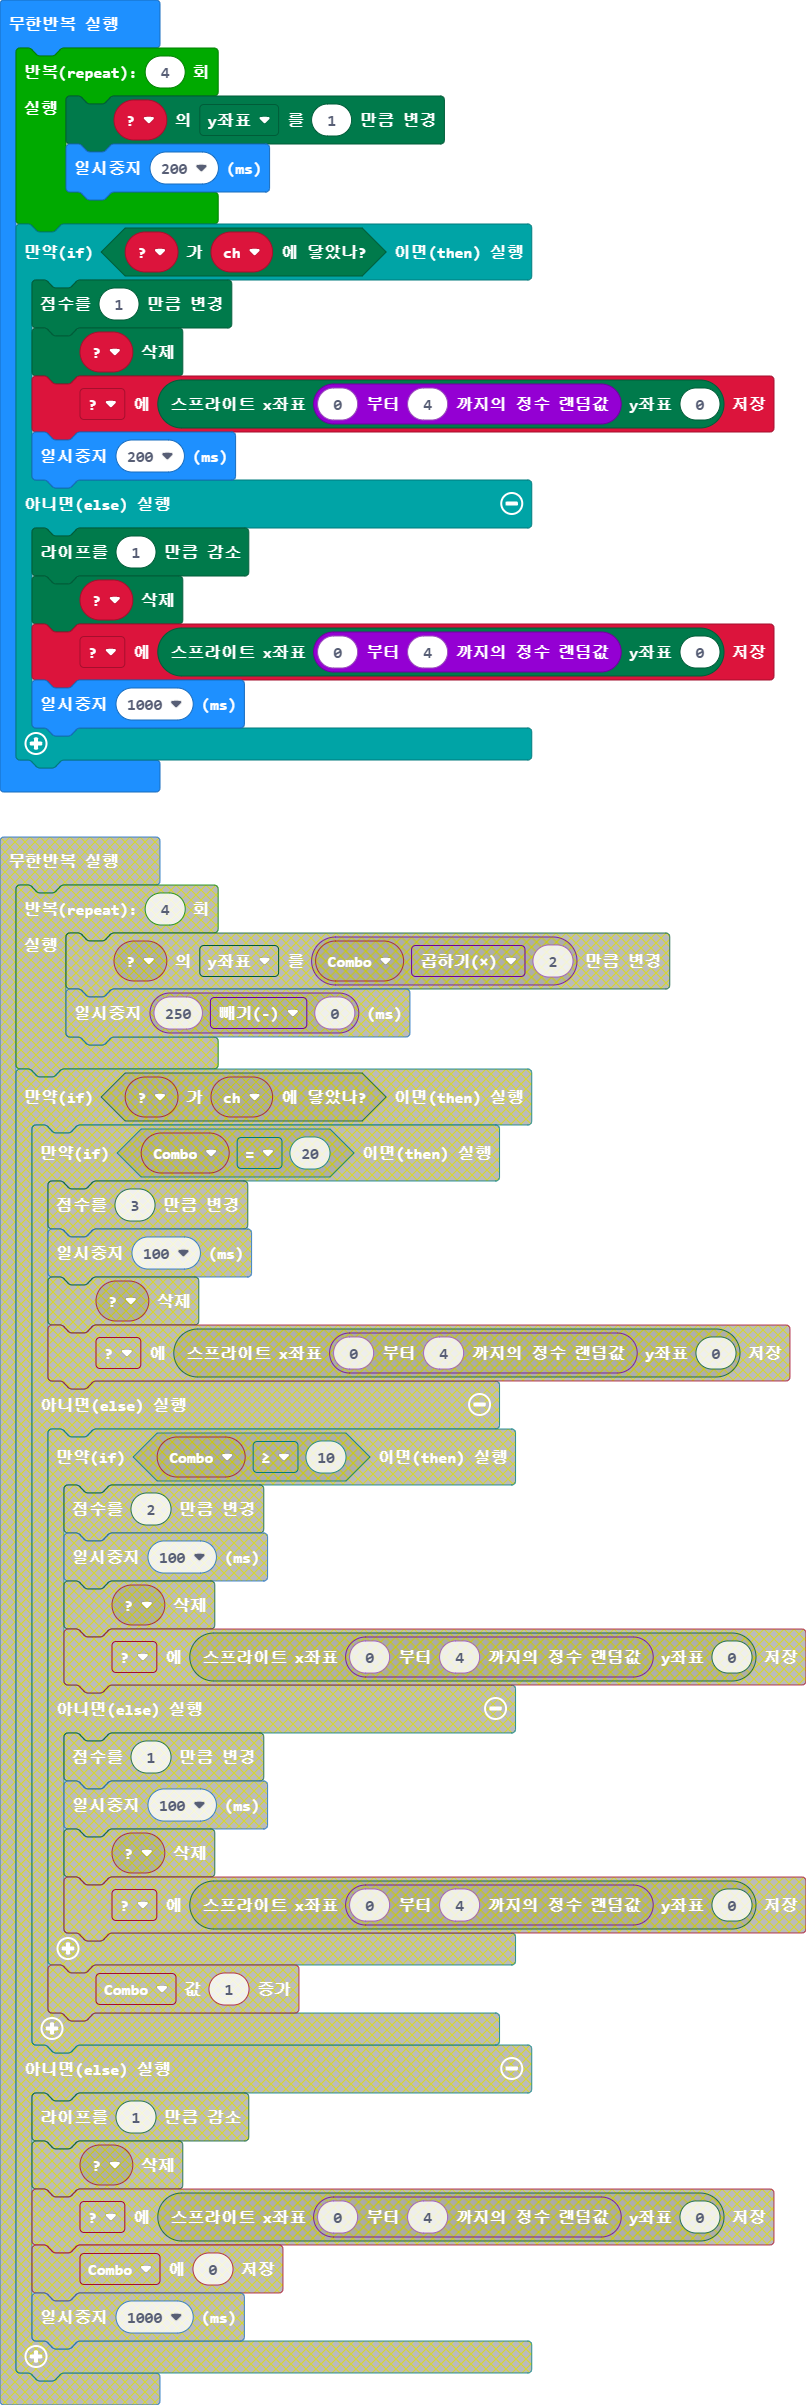 무한반복 실행
반복(repeat): 4 회
실행 ? 의 y좌표 를 1 만큼 변경
일시중지 200 (ms)
만약(if) ? 가 ch 에 닿았나? 이면(then) 실행
점수를 1 만큼 변경
? 삭제
? 에 스프라이트 x좌표 0 부터 4 까지의 정수 랜덤값 y좌표 0 저장
일시중지 200 (ms)
아니면(else) 실행
라이프를 1 만큼 감소
? 삭제
? 에 스프라이트 x좌표 0 부터 4 까지의 정수 랜덤값 y좌표 0 저장
일시중지 1000 (ms)
무한반복 실행
반복(repeat): 4 회
실행 ? 의 y좌표 를 Combo 곱하기(×) 2 만큼 변경
일시중지 250 빼기(-) 0 (ms)
만약(if) ? 가 ch 에 닿았나? 이면(then) 실행
만약(if) Combo = 20 이면(then) 실행
점수를 3 만큼 변경
일시중지 100 (ms)
? 삭제
? 에 스프라이트 x좌표 0 부터 4 까지의 정수 랜덤값 y좌표 0 저장
아니면(else) 실행
만약(if) Combo ≥ 10 이면(then) 실행
점수를 2 만큼 변경
일시중지 100 (ms)
? 삭제
? 에 스프라이트 x좌표 0 부터 4 까지의 정수 랜덤값 y좌표 0 저장
아니면(else) 실행
점수를 1 만큼 변경
일시중지 100 (ms)
? 삭제
? 에 스프라이트 x좌표 0 부터 4 까지의 정수 랜덤값 y좌표 0 저장
Combo 값 1 증가
아니면(else) 실행
라이프를 1 만큼 감소
? 삭제
? 에 스프라이트 x좌표 0 부터 4 까지의 정수 랜덤값 y좌표 0 저장
Combo 에 0 저장
일시중지 1000 (ms)